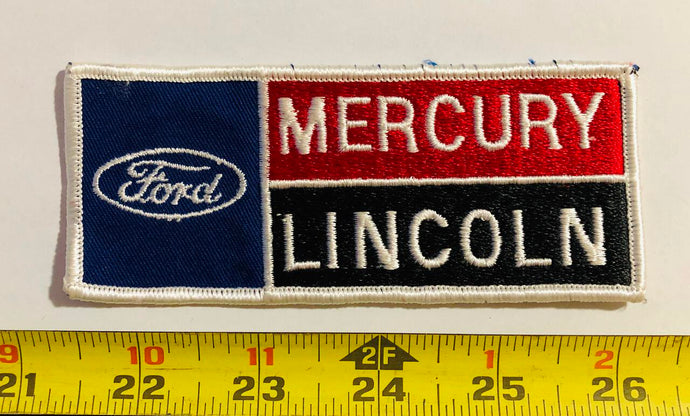 Ford
MERCURY
LINCOLN
9 10 11 2F 1 2
21 22 23 24 25 26